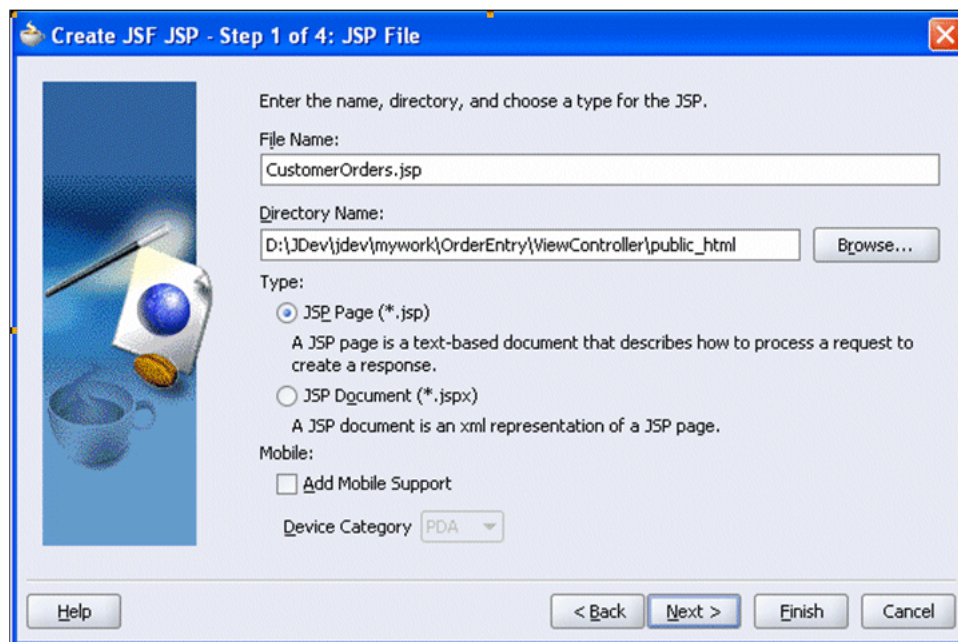 Create JSF JSP - Step 1 of 4: JSP File
Enter the name, directory, and choose a type for the JSP.
File Name:
CustomerOrders.jsp
Directory Name:
D:\JDev\jdev\mywork\OrderEntry\ViewController\public_html
Browse...
Type:
JSP Page (*.jsp)
A JSP page is a text-based document that describes how to process a request to
create a response.
JSP Document (*.jspx)
A JSP document is an xml representation of a JSP page.
Mobile:
Add Mobile Support
Device Category PDA
Help
< Back
Next >
Finish
Cancel